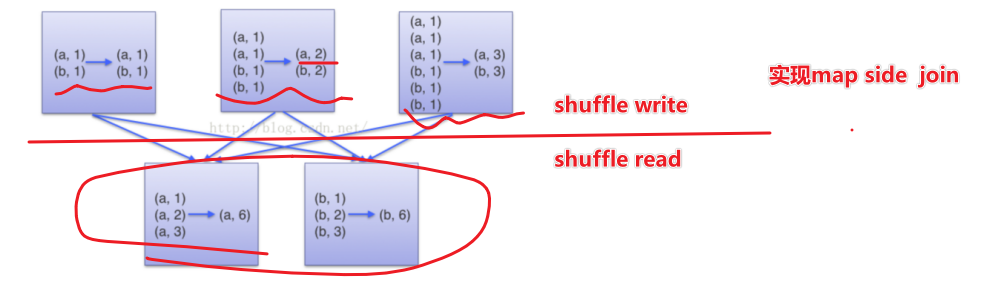 (a, 1)
(b, 1)
(a, 1)
(b, 1)
(a, 1)
(a, 1)
(b, 1)
(b, 1)
(a, 2)
(b, 2)
(a, 1)
(a, 1)
(a, 1)
(b, 1)
(b, 1)
(b, 1)
(a, 3)
(b, 3)
实现map side join
shuffle write
http://blog.csdn.net/
shuffle read
(a, 1)
(a, 2)
(a, 3)
(a, 6)
(b, 1)
(b, 2)
(b, 3)
(b, 6)